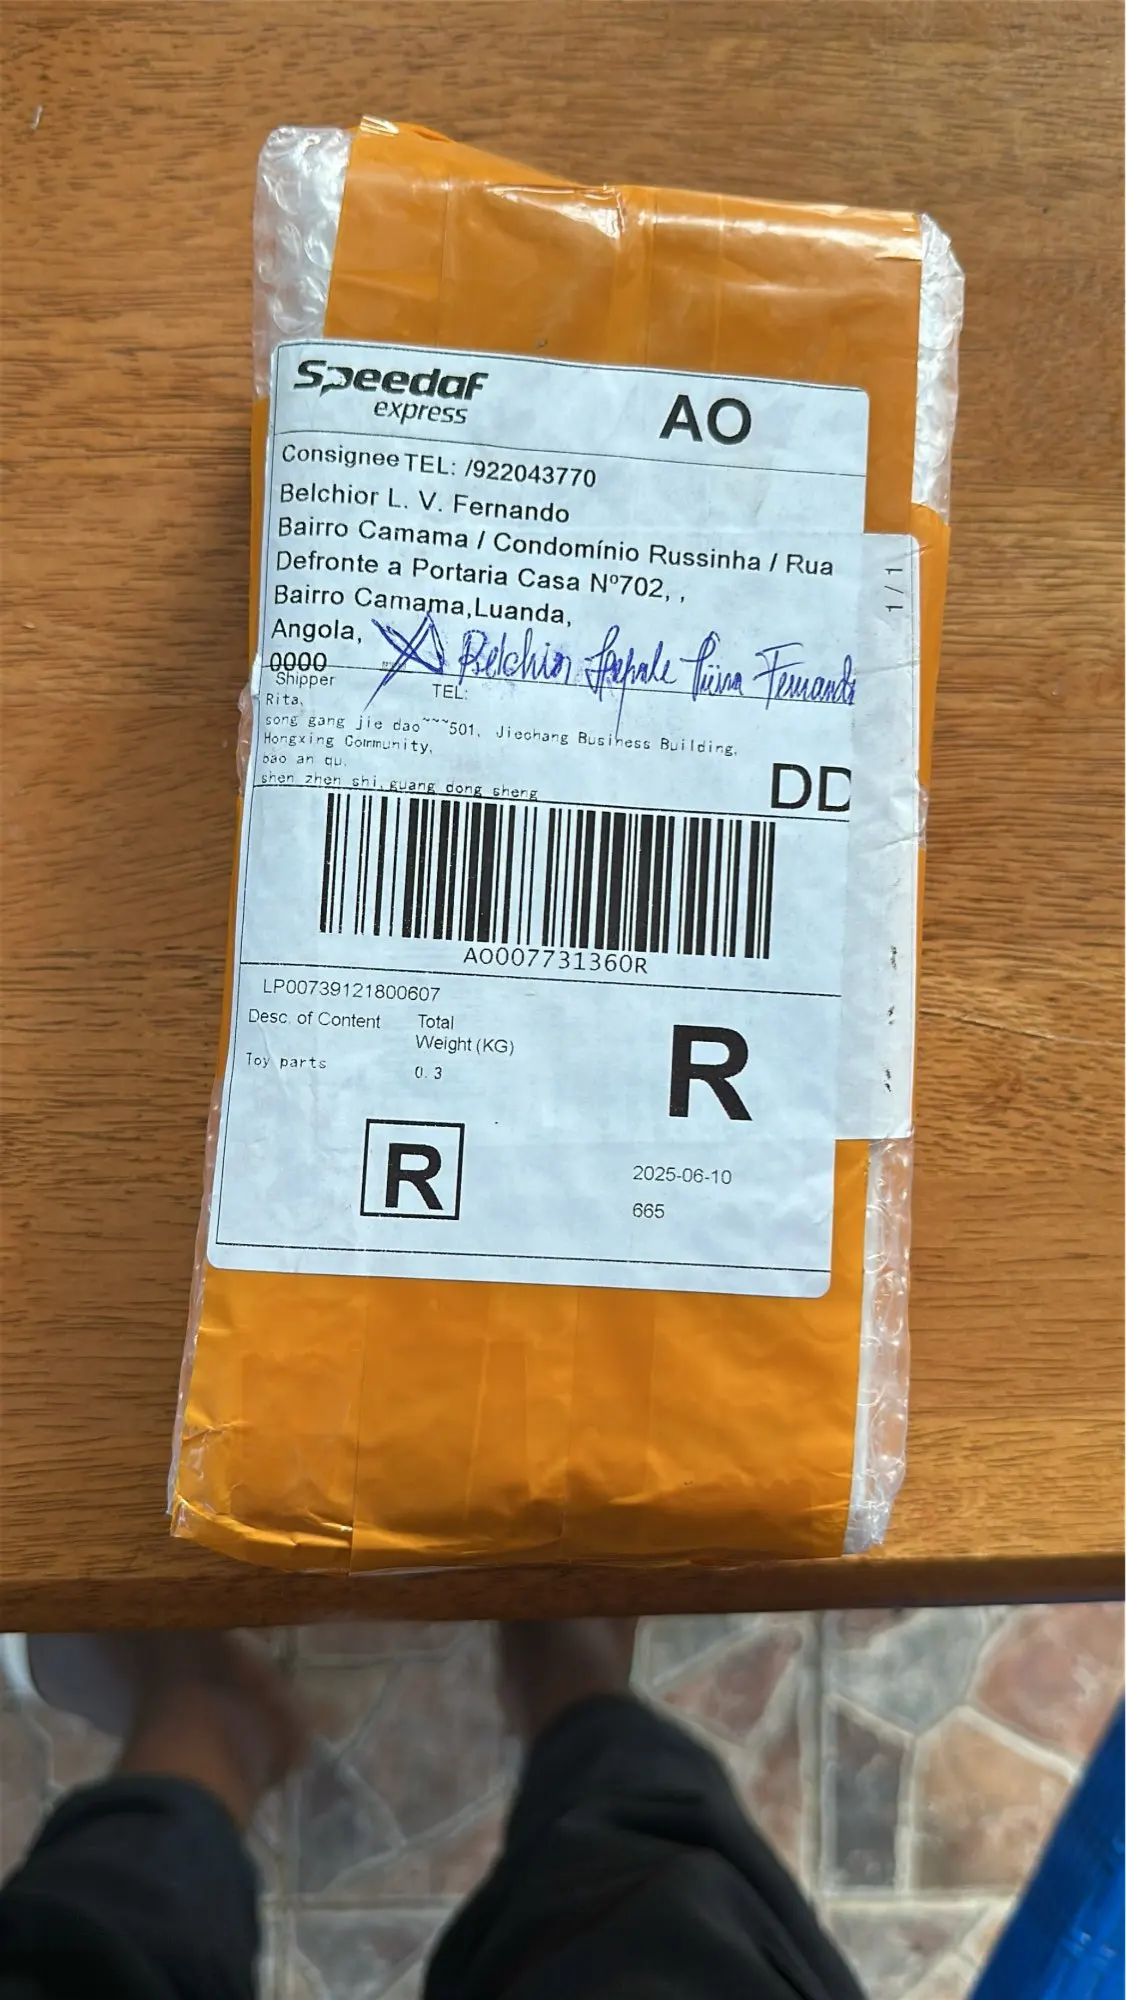 Speedaf
express
AO
Consignee TEL: /922043770
Belchior L. V. Fernando
Bairro Camama / Condomínio Russinha / Rua
Defronte a Portaria Casa Nº702, ,
Bairro Camama,Luanda,
Angola,
0000
Belchior
Fernando
Shipper
TEL:
Rita,
song gang jie dao~~~501, Jiechang Business Building,
Hongxing Community,
bao an qu,
shen zhen shi,guang dong sheng
DD
1 / 1
AO007731360R
LP00739121800607
Desc. of Content Total
Weight (KG)
Toy parts 0.3
R
R
2025-06-10
665